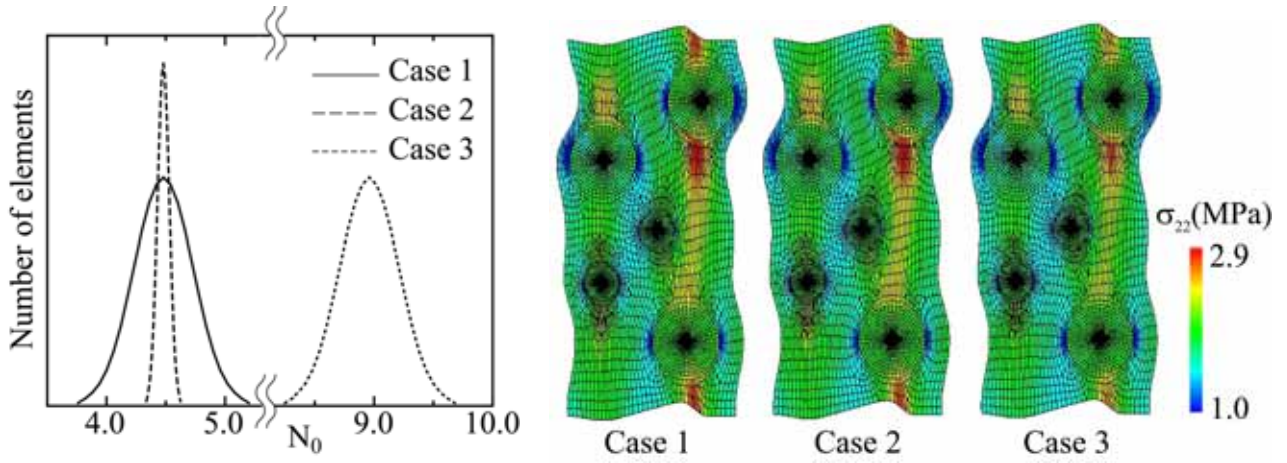 Number of elements
Case 1
Case 2
Case 3
4.0 5.0 9.0 10.0
N₀
σ₂₂(MPa)
2.9
1.0
Case 1 Case 2 Case 3